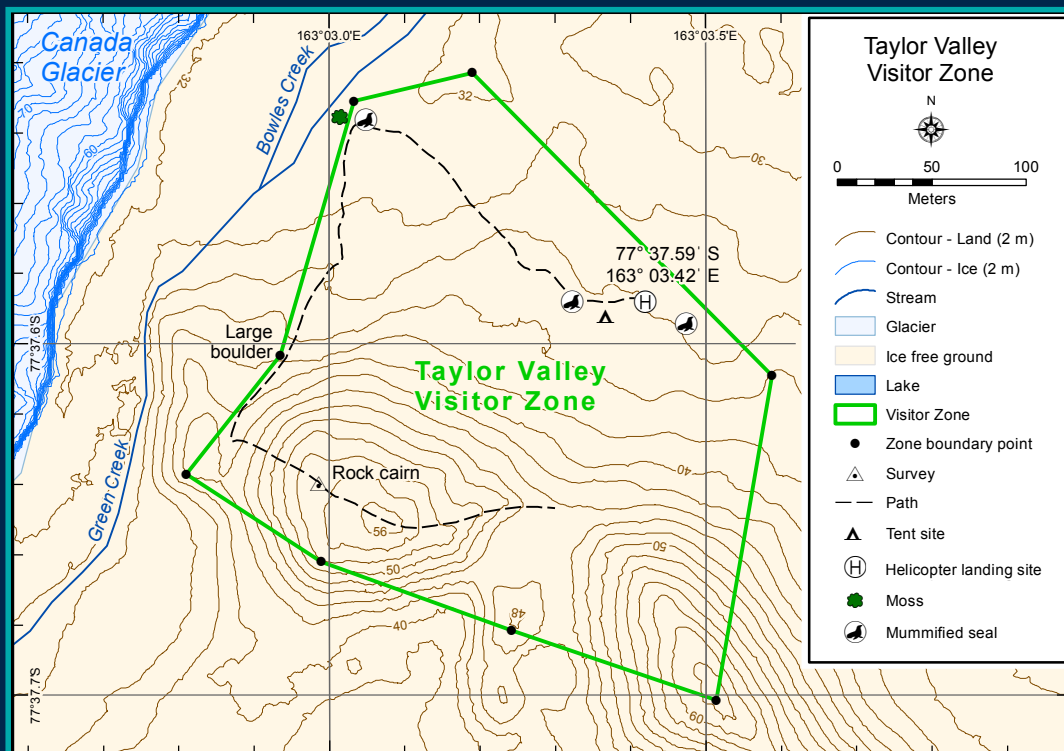 163°03.0'E
163°03.5'E
Canada
Glacier
Bowles Creek
32
32
30
70
60
77° 37.59' S
163° 03.42' E
H
77°37.6'S
Large
boulder
Taylor Valley
Visitor Zone
Green Creek
Rock cairn
40
56
50
50
40
48
60
77°37.7'S
Taylor Valley
Visitor Zone
N
0 50 100
Meters
Contour - Land (2 m)
Contour - Ice (2 m)
Stream
Glacier
Ice free ground
Lake
Visitor Zone
Zone boundary point
Survey
Path
Tent site
H Helicopter landing site
Moss
Mummified seal